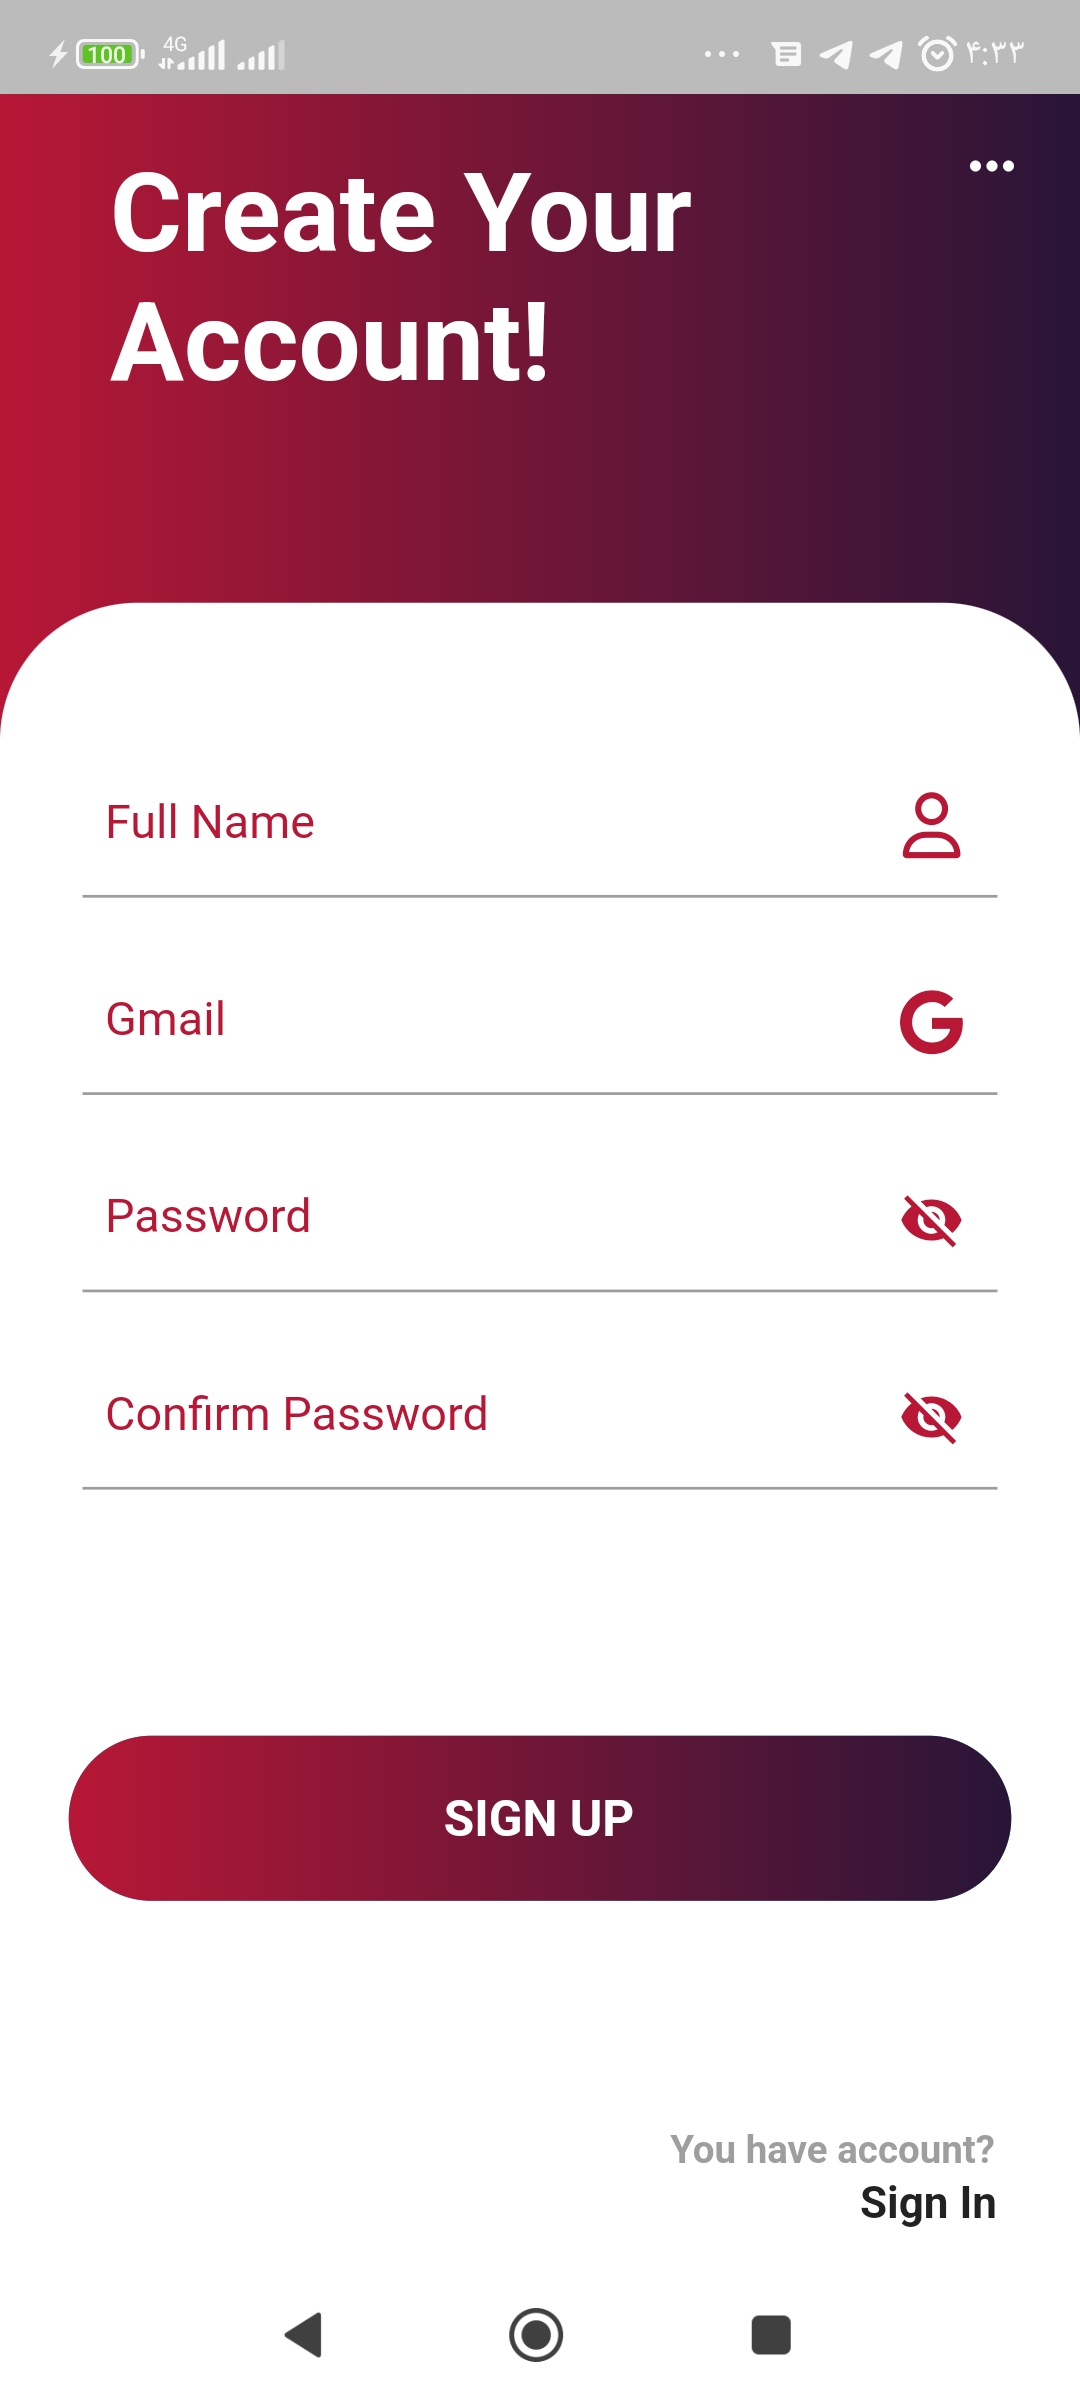 100
4G
۴:۳۳
Create Your
Account!
Full Name
Gmail
Password
Confirm Password
SIGN UP
You have account?
Sign In